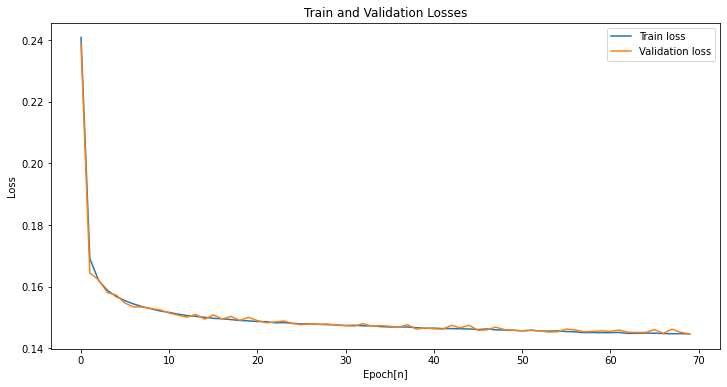 Train and Validation Losses
Train loss
Validation loss
0.24
0.22
0.20
0.18
0.16
0.14
Loss
0 10 20 30 40 50 60 70
Epoch[n]